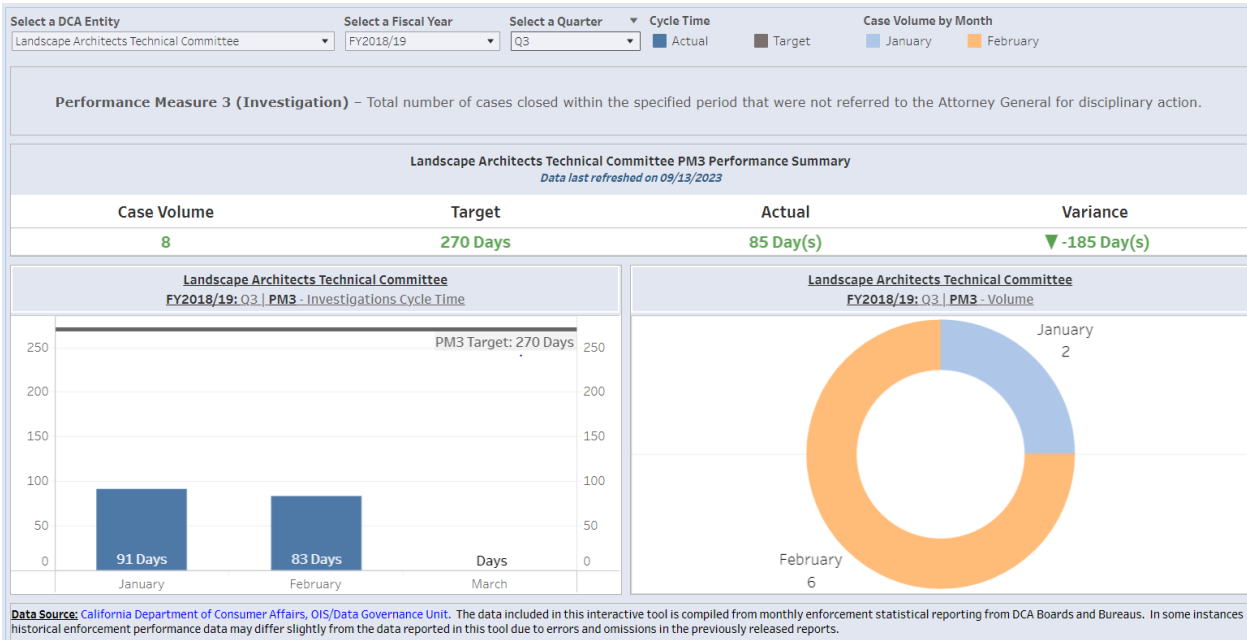 Select a DCA Entity
Select a Fiscal Year
Select a Quarter
Cycle Time
Case Volume by Month
Landscape Architects Technical Committee
FY2018/19
Q3
Actual
Target
January
February
Performance Measure 3 (Investigation) – Total number of cases closed within the specified period that were not referred to the Attorney General for disciplinary action.
Landscape Architects Technical Committee PM3 Performance Summary
Data last refreshed on 09/13/2023
Case Volume
Target
Actual
Variance
8
270 Days
85 Day(s)
▼ -185 Day(s)
Landscape Architects Technical Committee
FY2018/19: Q3 | PM3 - Investigations Cycle Time
PM3 Target: 270 Days
250
250
200
200
150
150
100
100
50
50
0
0
91 Days
83 Days
Days
January
February
March
Landscape Architects Technical Committee
FY2018/19: Q3 | PM3 - Volume
January
2
February
6
Data Source: California Department of Consumer Affairs, OIS/Data Governance Unit. The data included in this interactive tool is compiled from monthly enforcement statistical reporting from DCA Boards and Bureaus. In some instances
historical enforcement performance data may differ slightly from the data reported in this tool due to errors and omissions in the previously released reports.